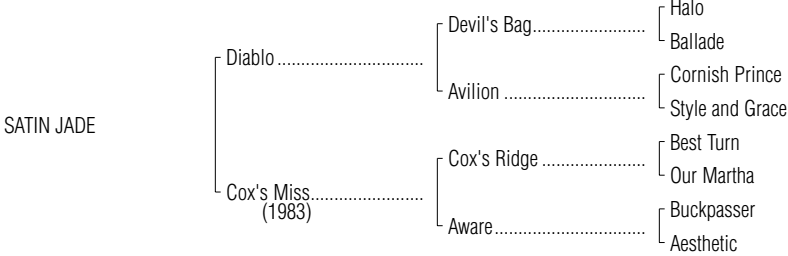 Halo
Devil's Bag........................
Ballade
Diablo ...............................
Cornish Prince
Avilion ..............................
Style and Grace
SATIN JADE
Best Turn
Cox's Ridge ......................
Our Martha
Cox's Miss........................
(1983)
Buckpasser
Aware................................
Aesthetic